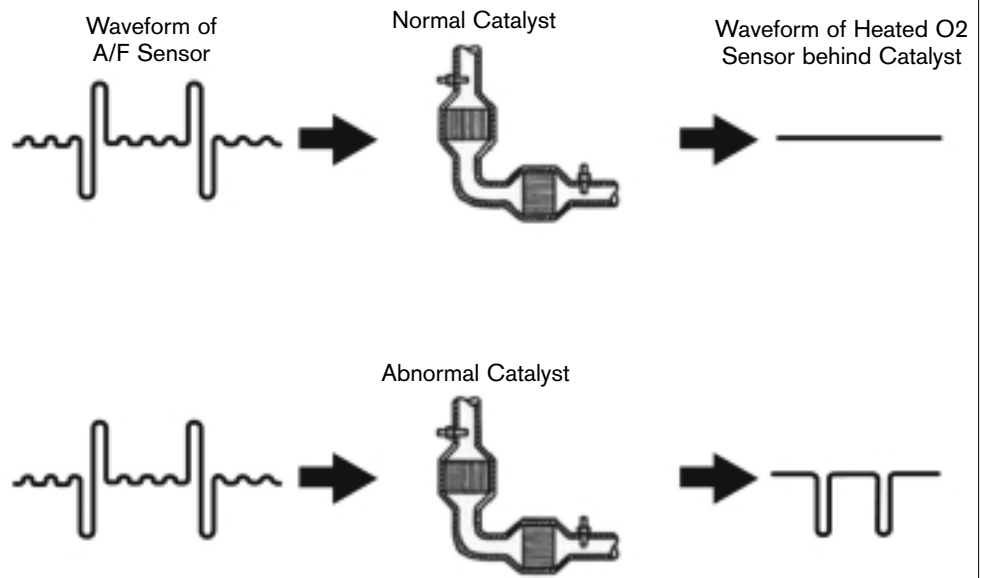 Waveform of
A/F Sensor
Normal Catalyst
Waveform of Heated O2
Sensor behind Catalyst
Abnormal Catalyst